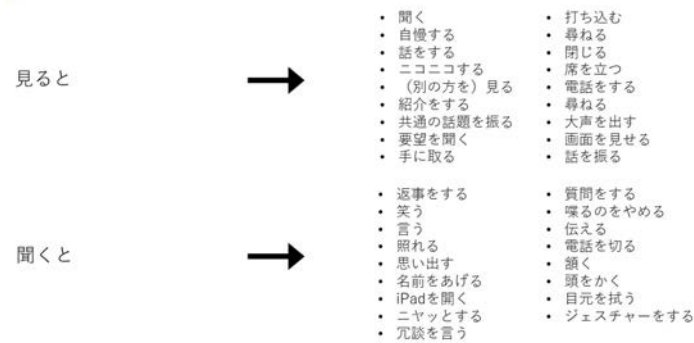 見ると
・聞く
・自慢する
・話をする
・ニコニコする
・（別の方を）見る
・紹介をする
・共通の話題を振る
・要望を聞く
・手に取る
・打ち込む
・尋ねる
・閉じる
・席を立つ
・電話をする
・尋ねる
・大声を出す
・画面を見せる
・話を振る
聞くと
・返事をする
・笑う
・言う
・照れる
・思い出す
・名前をあげる
・iPadを開く
・ニヤッとする
・冗談を言う
・質問をする
・喋るのをやめる
・伝える
・電話を切る
・頷く
・頭をかく
・目元を拭う
・ジェスチャーをする